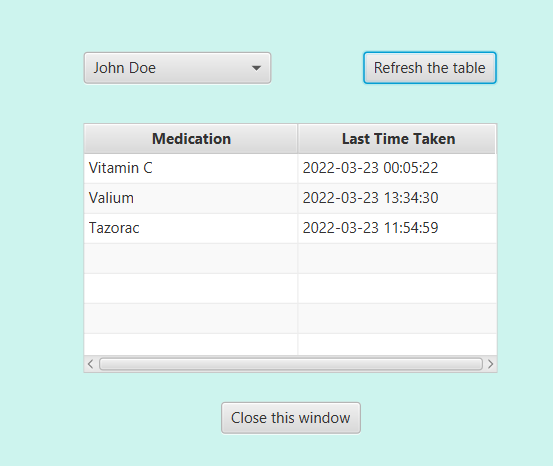 John Doe Refresh the table
Medication Last Time Taken
Vitamin C 2022-03-23 00:05:22
Valium 2022-03-23 13:34:30
Tazorac 2022-03-23 11:54:59
Close this window